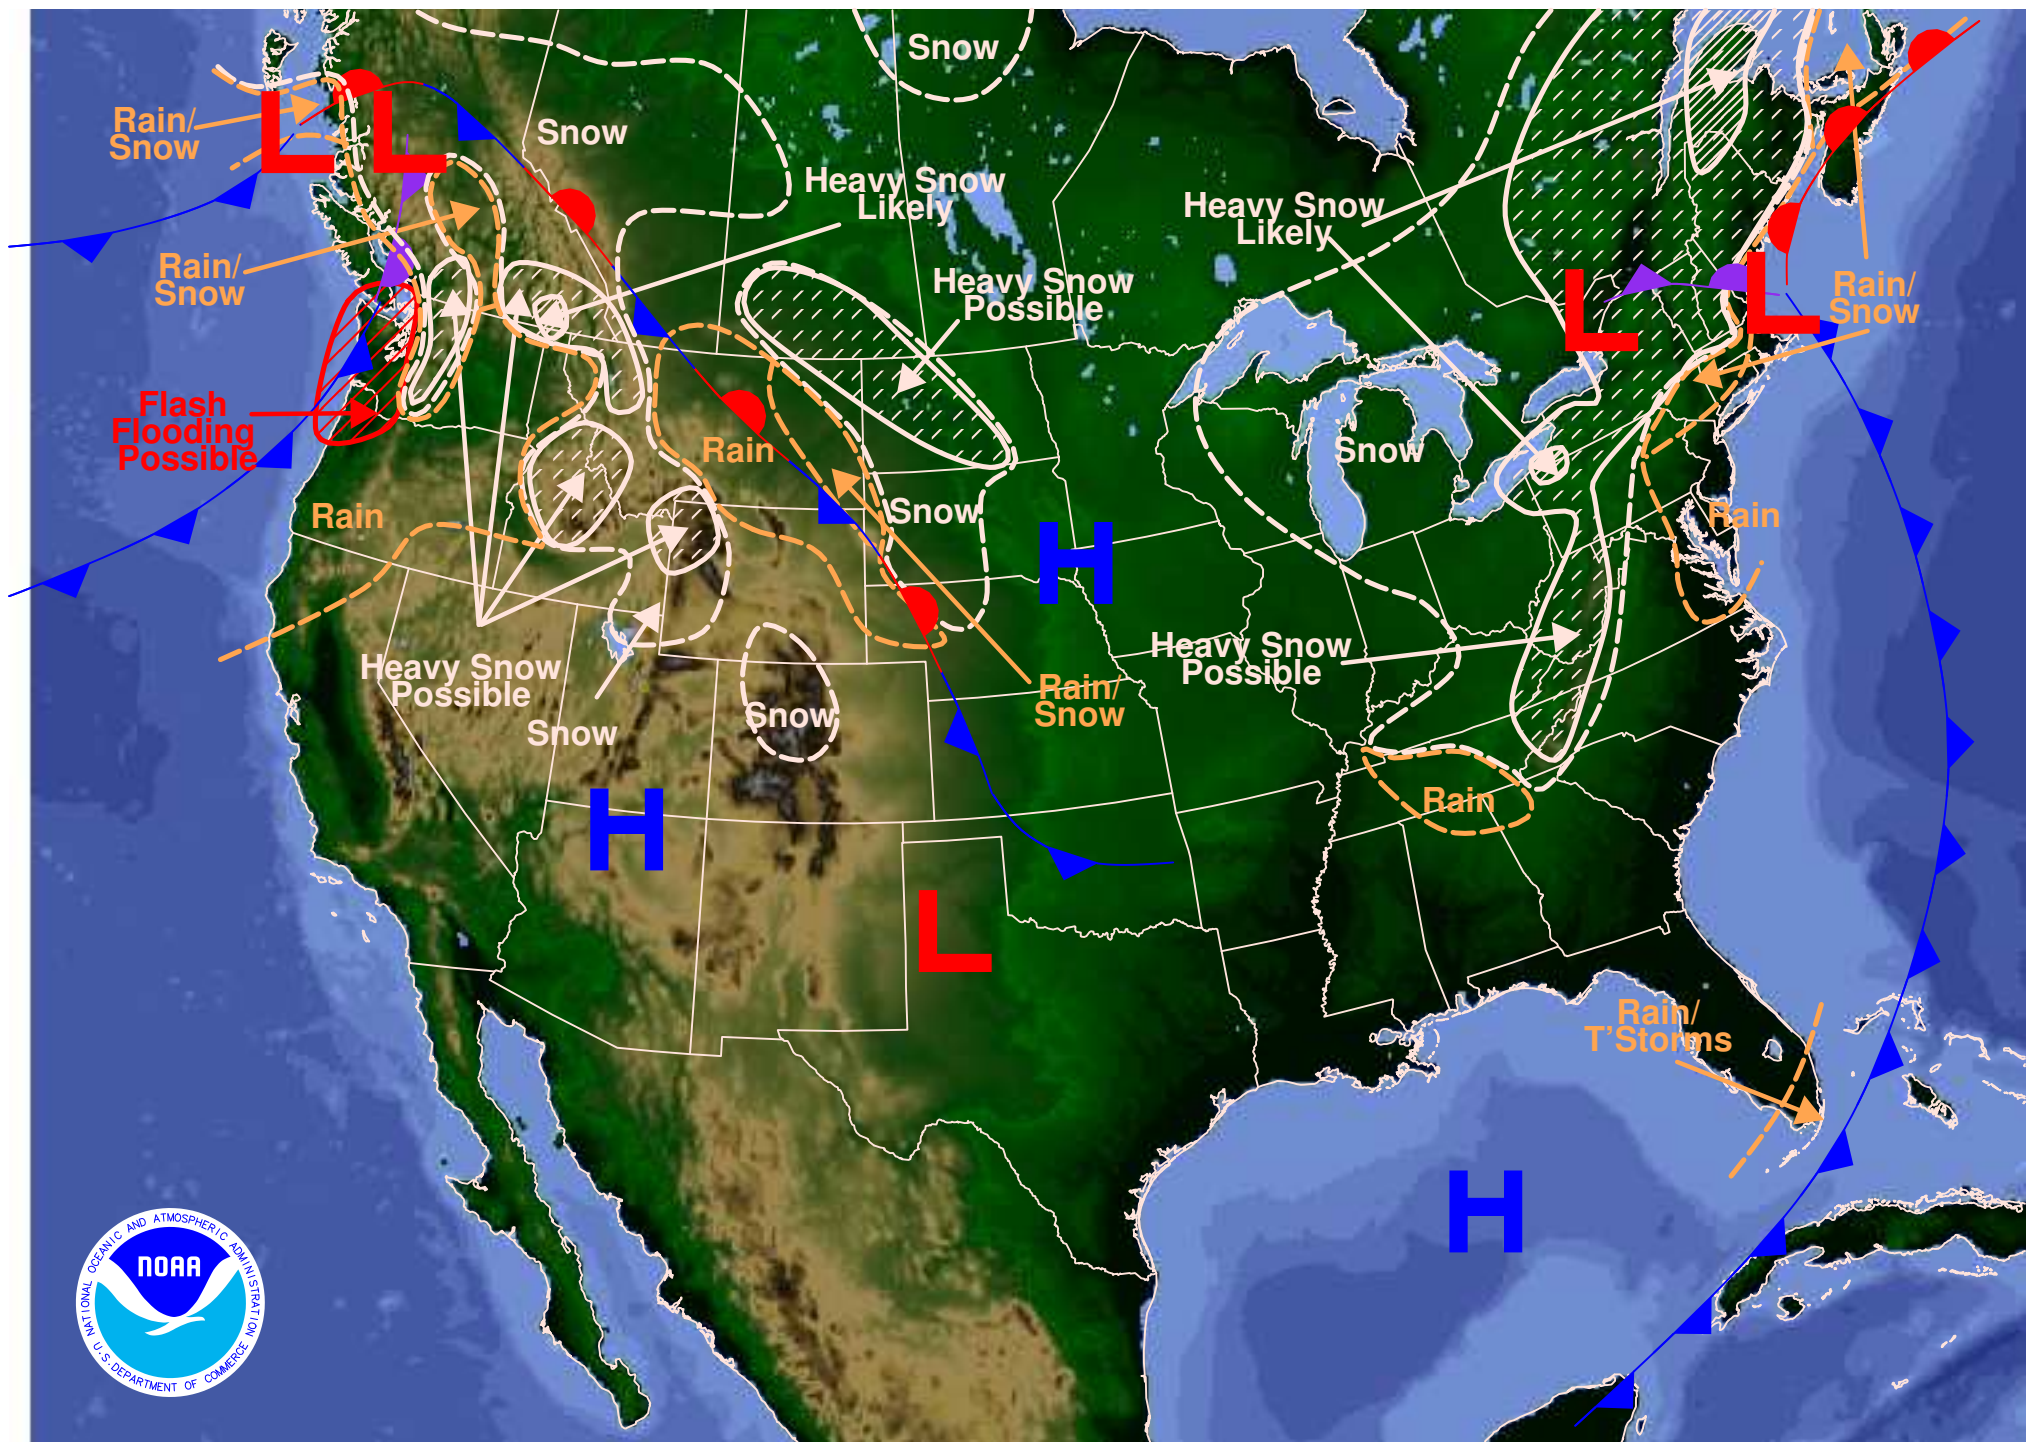 Snow
Rain/
Snow
Snow
Heavy Snow
Likely
Heavy Snow
Likely
L
L
Rain/
Snow
Heavy Snow
Possible
Rain/
Snow
L
L
Flash
Flooding
Possible
Rain
Snow
Rain
Snow
Rain
H
Heavy Snow
Possible
Heavy Snow
Possible
Rain/
Snow
Snow
Snow
H
Rain
L
Rain/
T'Storms
H
NATIONAL OCEANIC AND ATMOSPHERIC ADMINISTRATION
NOAA
U.S. DEPARTMENT OF COMMERCE